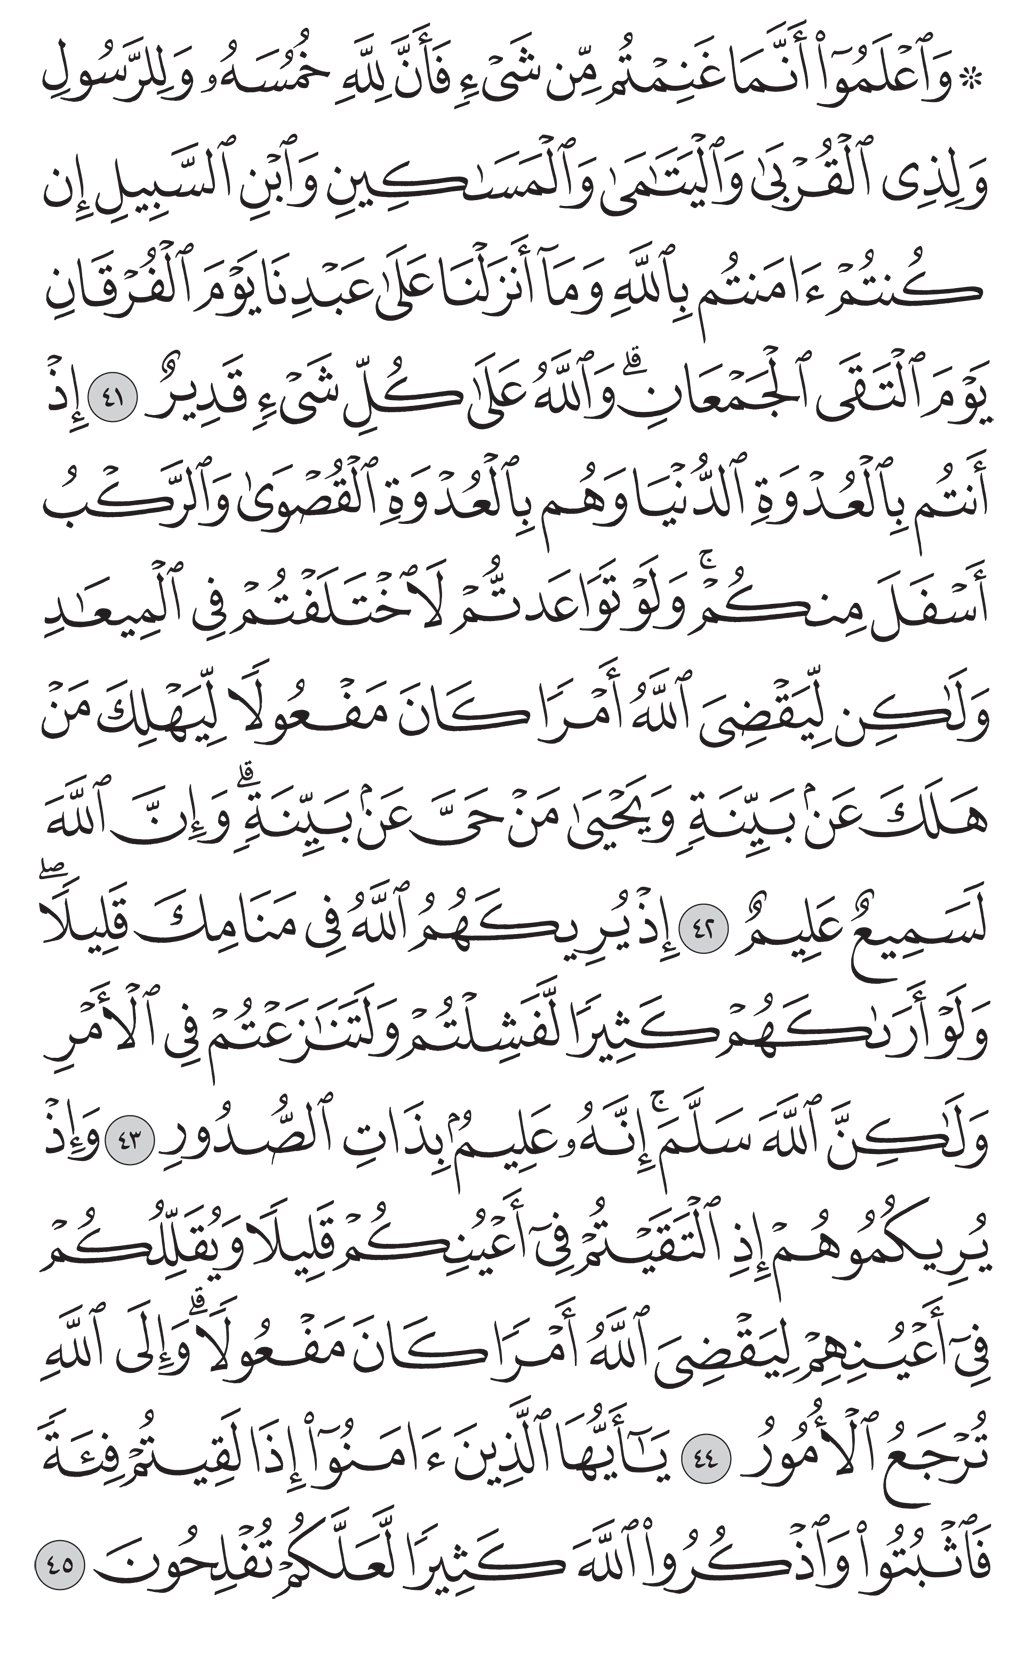 ۞ وَٱعۡلَمُوٓاْ أَنَّمَا غَنِمۡتُم مِّن شَيۡءٖ فَأَنَّ لِلَّهِ خُمُسَهُۥ وَلِلرَّسُولِ
وَلِذِي ٱلۡقُرۡبَىٰ وَٱلۡيَتَٰمَىٰ وَٱلۡمَسَٰكِينِ وَٱبۡنِ ٱلسَّبِيلِ إِن
كُنتُمۡ ءَامَنتُم بِٱللَّهِ وَمَآ أَنزَلۡنَا عَلَىٰ عَبۡدِنَا يَوۡمَ ٱلۡفُرۡقَانِ
يَوۡمَ ٱلۡتَقَى ٱلۡجَمۡعَانِۗ وَٱللَّهُ عَلَىٰ كُلِّ شَيۡءٖ قَدِيرٌ ٤١ إِذۡ
أَنتُم بِٱلۡعُدۡوَةِ ٱلدُّنۡيَا وَهُم بِٱلۡعُدۡوَةِ ٱلۡقُصۡوَىٰ وَٱلرَّكۡبُ
أَسۡفَلَ مِنكُمۡۚ وَلَوۡ تَوَاعَدتُّمۡ لَٱخۡتَلَفۡتُمۡ فِي ٱلۡمِيعَٰدِ
وَلَٰكِن لِّيَقۡضِيَ ٱللَّهُ أَمۡرٗا كَانَ مَفۡعُولٗا لِّيَهۡلِكَ مَنۡ
هَلَكَ عَنۢ بَيِّنَةٖ وَيَحۡيَىٰ مَنۡ حَيَّ عَنۢ بَيِّنَةٖۗ وَإِنَّ ٱللَّهَ
لَسَمِيعٌ عَلِيمٌ ٤٢ إِذۡ يُرِيكَهُمُ ٱللَّهُ فِي مَنَامِكَ قَلِيلٗاۖ
وَلَوۡ أَرَىٰكَهُمۡ كَثِيرٗا لَّفَشِلۡتُمۡ وَلَتَنَٰزَعۡتُمۡ فِي ٱلۡأَمۡرِ
وَلَٰكِنَّ ٱللَّهَ سَلَّمَۚ إِنَّهُۥ عَلِيمُۢ بِذَاتِ ٱلصُّدُورِ ٤٣ وَإِذۡ
يُرِيكُمُوهُمۡ إِذِ ٱلۡتَقَيۡتُمۡ فِيٓ أَعۡيُنِكُمۡ قَلِيلٗا وَيُقَلِّلُكُمۡ
فِيٓ أَعۡيُنِهِمۡ لِيَقۡضِيَ ٱللَّهُ أَمۡرٗا كَانَ مَفۡعُولٗاۗ وَإِلَى ٱللَّهِ
تُرۡجَعُ ٱلۡأُمُورُ ٤٤ يَٰٓأَيُّهَا ٱلَّذِينَ ءَامَنُوٓاْ إِذَا لَقِيتُمۡ فِئَةٗ
فَٱثۡبُتُواْ وَٱذۡكُرُواْ ٱللَّهَ كَثِيرٗا لَّعَلَّكُمۡ تُفۡلِحُونَ ٤٥